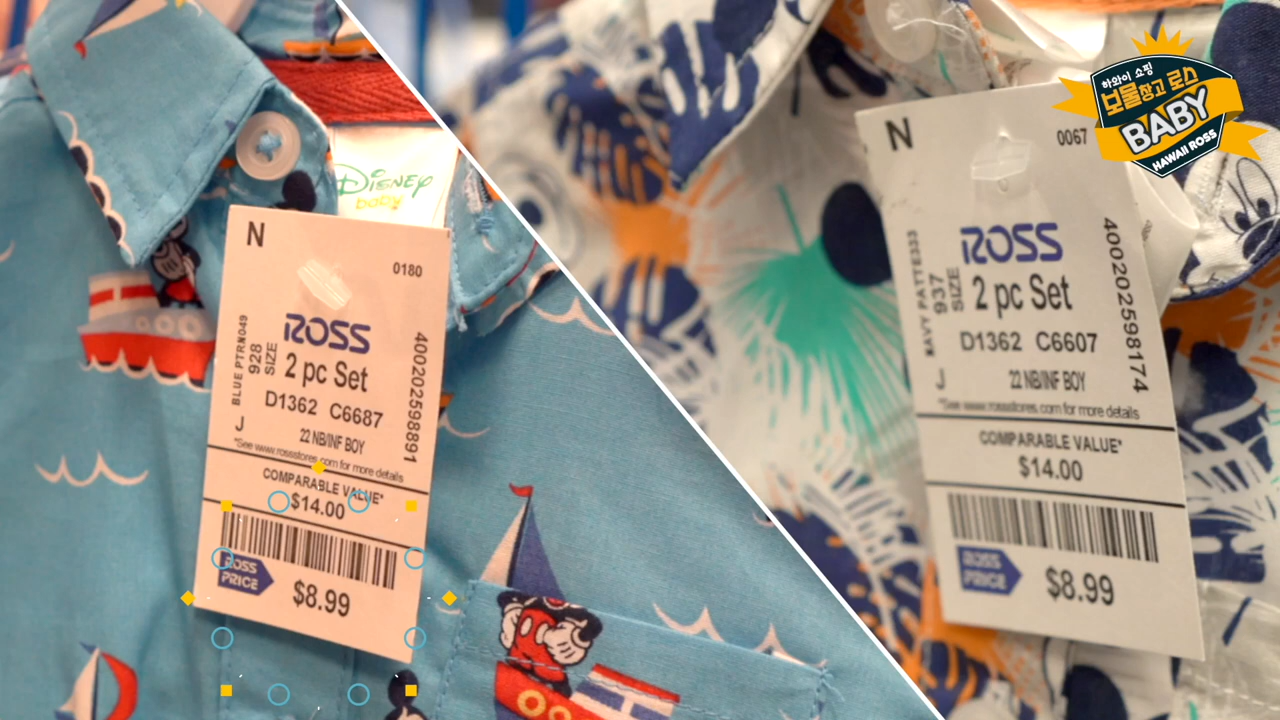 Disney
baby
N
0180
ROSS
2 pc Set
D1362 C6687
22 NB/INF BOY
J
BLUE PTRN049
928
SIZE
400202598891
*See www.rossstores.com for more details
COMPARABLE VALUE*
$14.00
ROSS
PRICE
$8.99
N
0067
ROSS
2 pc Set
D1362 C6607
22 NB/INF BOY
J
NAVY PATTE333
937
SIZE
400202598174
*See www.rossstores.com for more details
COMPARABLE VALUE*
$14.00
ROSS
PRICE
$8.99
하와이 쇼핑
보물창고 로스
BABY
HAWAII ROSS